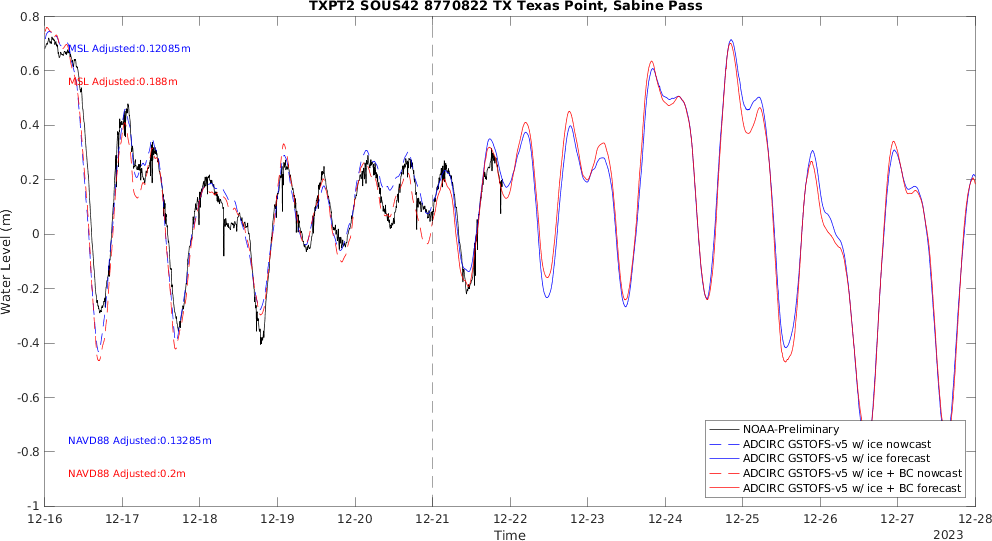 TXPT2 SOUS42 8770822 TX Texas Point, Sabine Pass
0.8
0.6
0.4
0.2
0
-0.2
-0.4
-0.6
-0.8
-1
Water Level (m)
MSL Adjusted:0.12085m
MSL Adjusted:0.188m
NAVD88 Adjusted:0.13285m
NAVD88 Adjusted:0.2m
NOAA-Preliminary
ADCIRC GSTOFS-v5 w/ ice nowcast
ADCIRC GSTOFS-v5 w/ ice forecast
ADCIRC GSTOFS-v5 w/ ice + BC nowcast
ADCIRC GSTOFS-v5 w/ ice + BC forecast
12-16 12-17 12-18 12-19 12-20 12-21 12-22 12-23 12-24 12-25 12-26 12-27 12-28
Time
2023